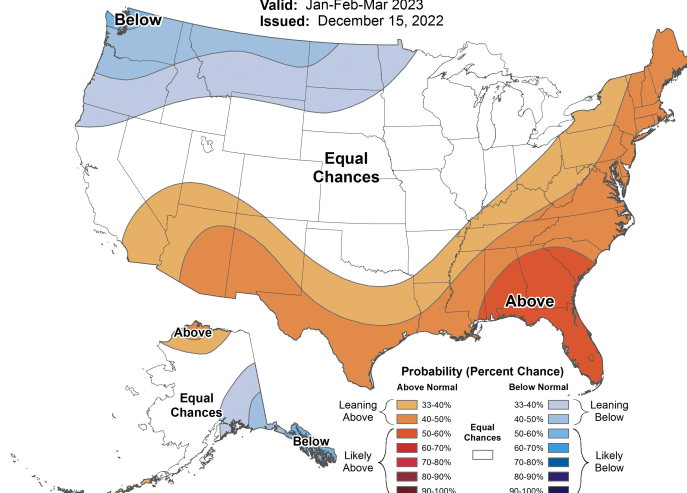 Valid: Jan-Feb-Mar 2023
Issued: December 15, 2022
Below
Equal
Chances
Above
Above
Equal
Chances
Below
Probability (Percent Chance)
Above Normal
Below Normal
Leaning
Above
33-40%
40-50%
50-60%
60-70%
70-80%
80-90%
90-100%
Likely
Above
Equal
Chances
33-40%
40-50%
50-60%
60-70%
70-80%
80-90%
90-100%
Leaning
Below
Likely
Below